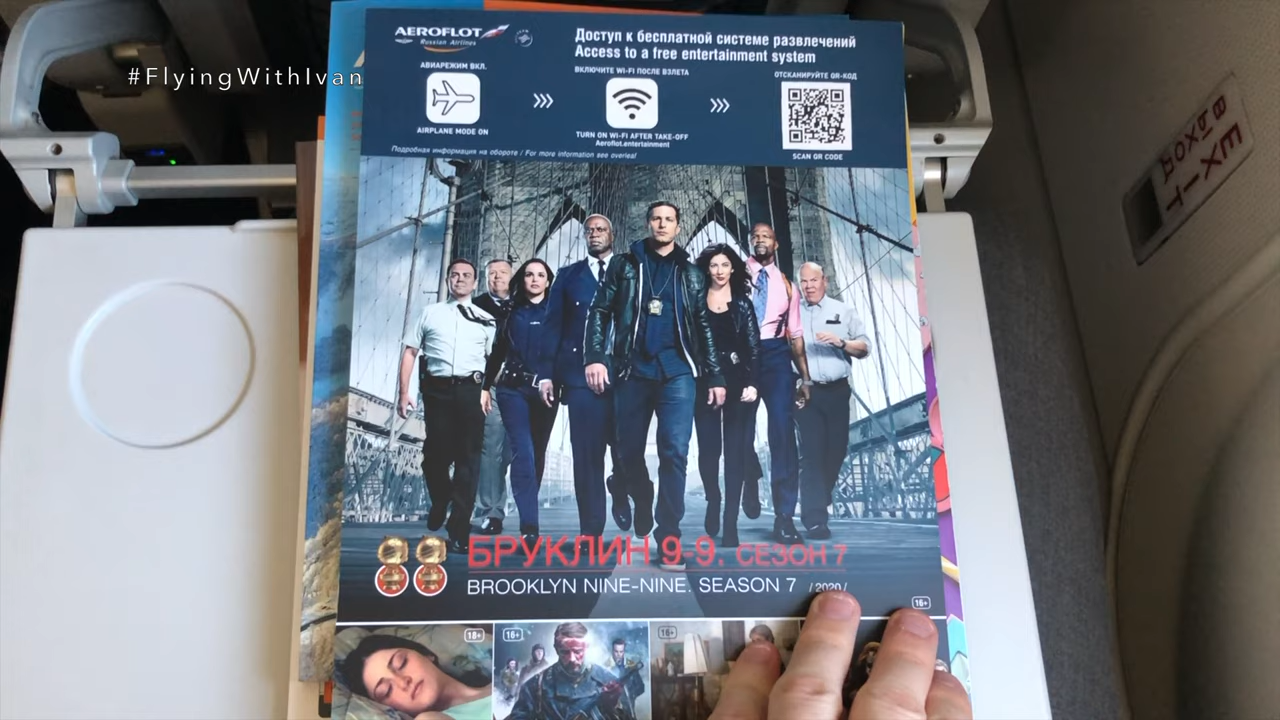 #FlyingWithIvan
AEROFLOT
Russian Airlines
Доступ к бесплатной системе развлечений
Access to a free entertainment system
АВИАРЕЖИМ ВКЛ.
AIRPLANE MODE ON
ВКЛЮЧИТЕ WI-FI ПОСЛЕ ВЗЛЕТА
TURN ON WI-FI AFTER TAKE-OFF
Aeroflot.entertainment
ОТСКАНИРУЙТЕ QR-КОД
SCAN QR CODE
Подробная информация на обороте / For more information see overleaf
ВЫХОД
EXIT
БРУКЛИН 9-9. СЕЗОН 7
BROOKLYN NINE-NINE. SEASON 7 /2020/
16+
18+
16+
16+